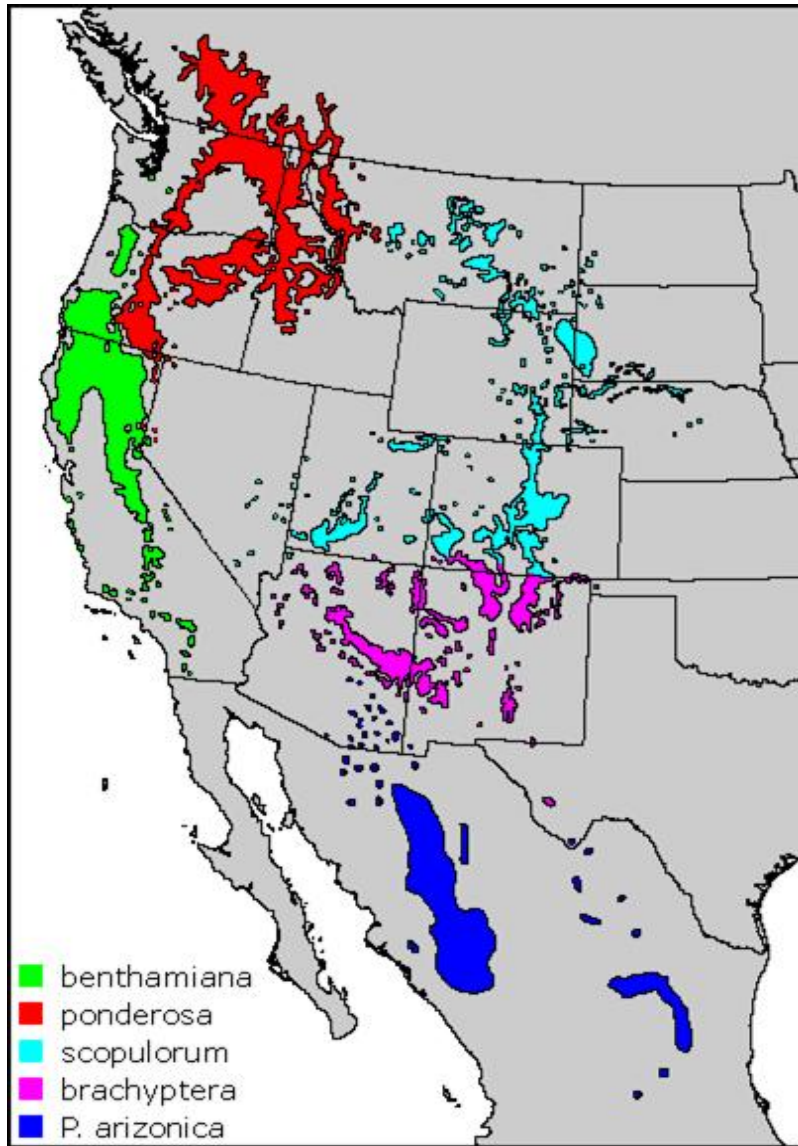 benthamiana
ponderosa
scopulorum
brachyptera
P. arizonica